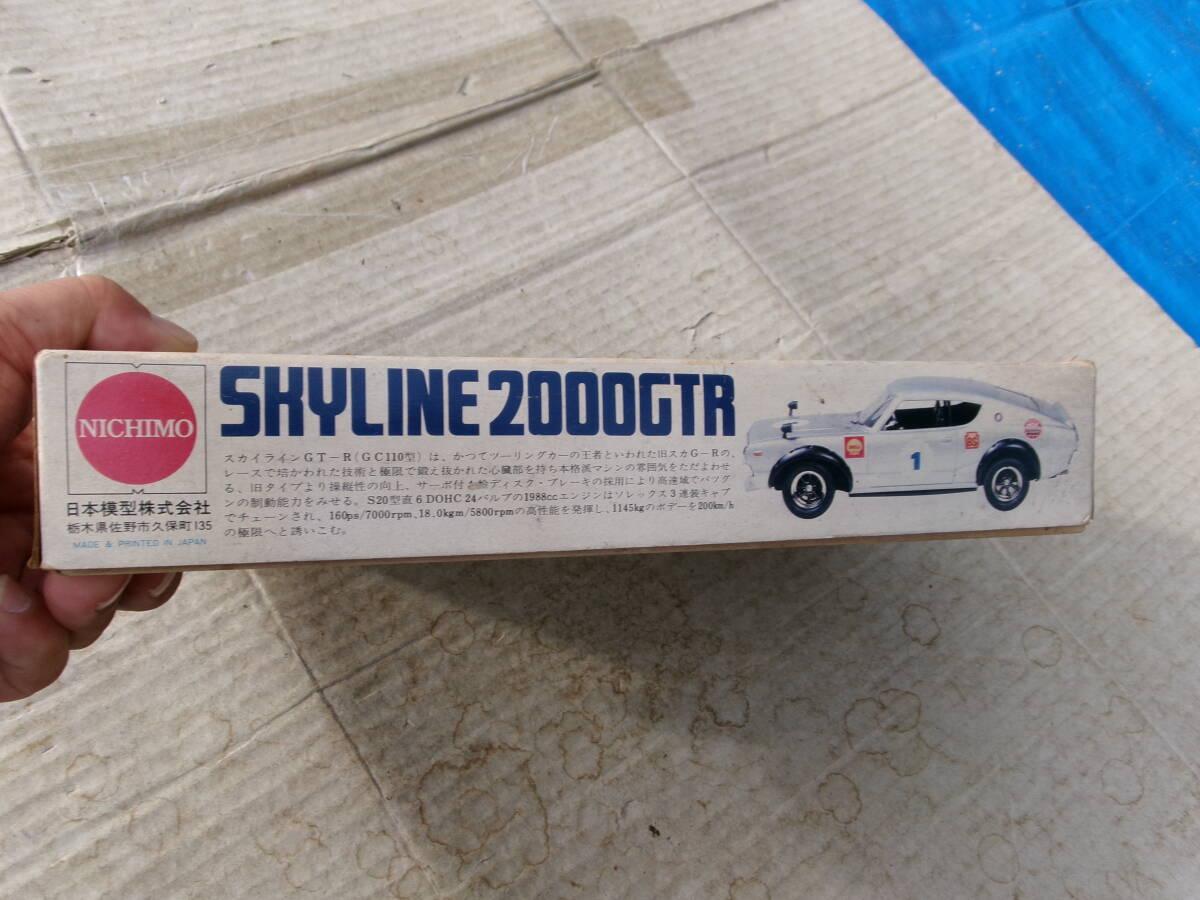 NICHIMO
日本模型株式会社
栃木県佐野市久保町135
MADE & PRINTED IN JAPAN
SKYLINE 2000GTR
スカイラインGT-R(GC110型)は、かつてツーリングカーの王者といわれた旧スカG-Rの、
レースで培かわれた技術と極限で鍛え抜かれた心臓部を持ち本格派マシンの雰囲気をただよわせ
る、旧タイプより操縦性の向上、サーボ付き輪ディスク・ブレーキの採用により高速域でバツグ
ンの制動能力をみせる。S20型直6.DOHC 24バルブの1988ccエンジンはソレックス3連装キャブ
でチェーンされ、160ps/7000rpm、18.0kgm/5800rpmの高性能を発揮し、1145kgのボデーを200km/h
の極限へと誘いこむ。
1